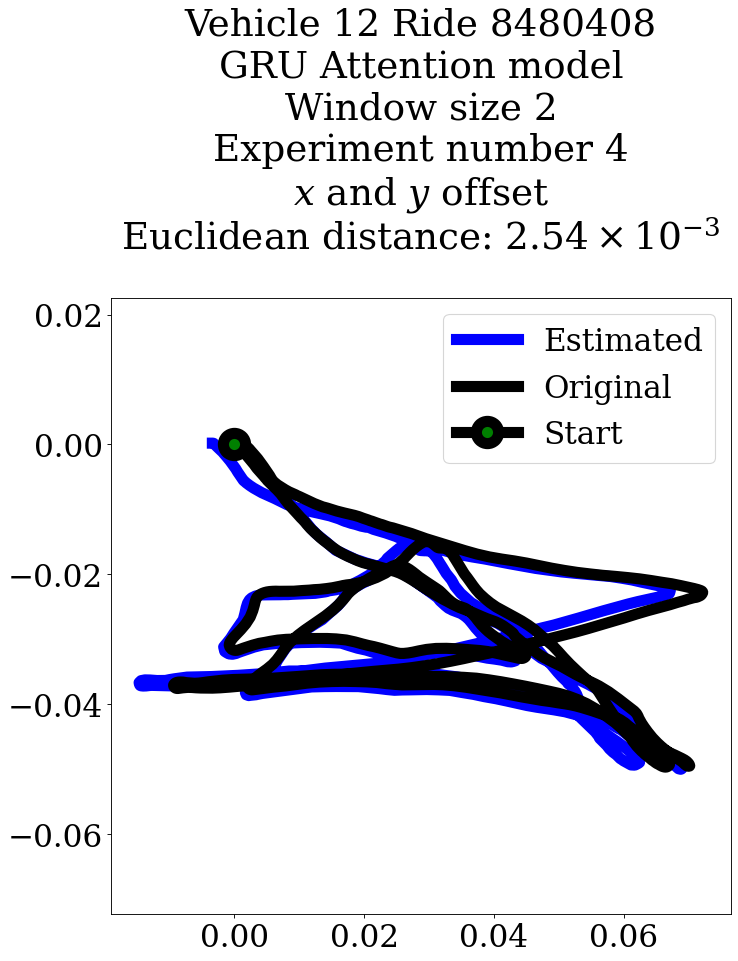 Vehicle 12 Ride 8480408
GRU Attention model
Window size 2
Experiment number 4
x and y offset
Euclidean distance: 2.54 × 10⁻³
Estimated
Original
Start
0.02
0.00
−0.02
−0.04
−0.06
0.00 0.02 0.04 0.06